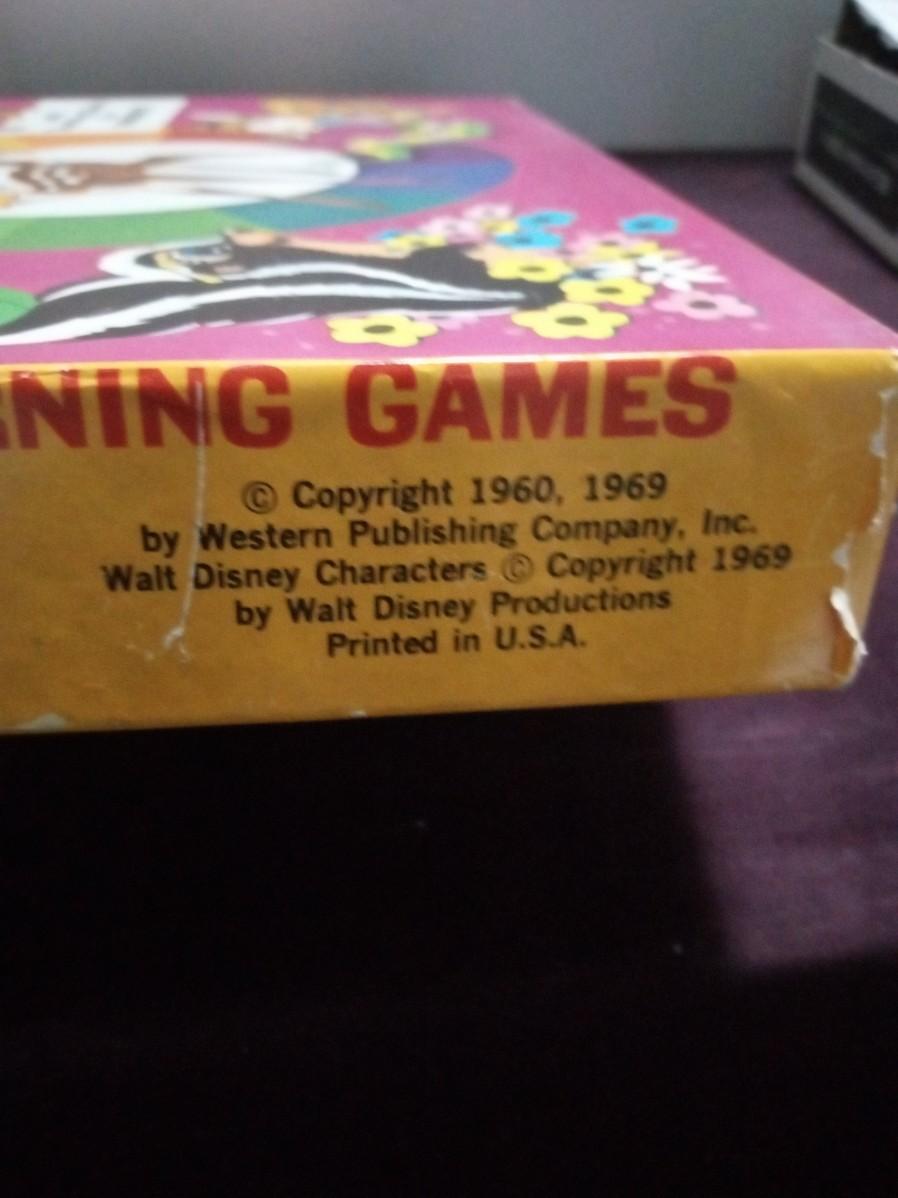 NING GAMES
© Copyright 1960, 1969
by Western Publishing Company, Inc.
Walt Disney Characters © Copyright 1969
by Walt Disney Productions
Printed in U.S.A.